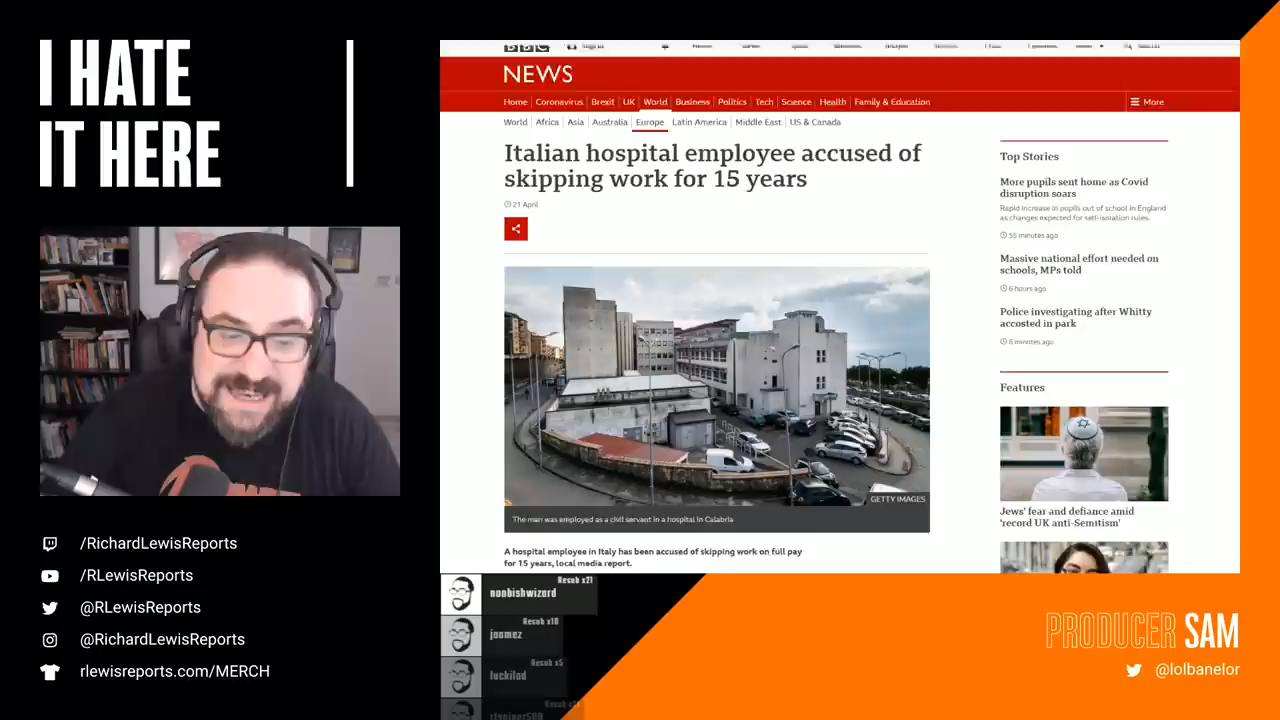 I HATE
IT HERE
/RichardLewisReports
/RLewisReports
@RLewisReports
@RichardLewisReports
rlewisreports.com/MERCH
BBC
NEWS
Home
Coronavirus
Brexit
UK
World
Business
Politics
Tech
Science
Health
Family & Education
More
World
Africa
Asia
Australia
Europe
Latin America
Middle East
US & Canada
Italian hospital employee accused of
skipping work for 15 years
21 April
GETTY IMAGES
The man was employed as a civil servant in a hospital in Calabria
A hospital employee in Italy has been accused of skipping work on full pay
for 15 years, local media report.
Top Stories
More pupils sent home as Covid
disruption soars
Rapid increase in pupils out of school in England
as changes expected for self-isolation rules.
55 minutes ago
Massive national effort needed on
schools, MPs told
6 hours ago
Police investigating after Whitty
accosted in park
6 minutes ago
Features
Jews' fear and defiance amid
'record UK anti-Semitism'
Resub x21
noobishwizard
Resub x10
joomez
Resub x5
luckilad
PRODUCER SAM
@lolbanelor